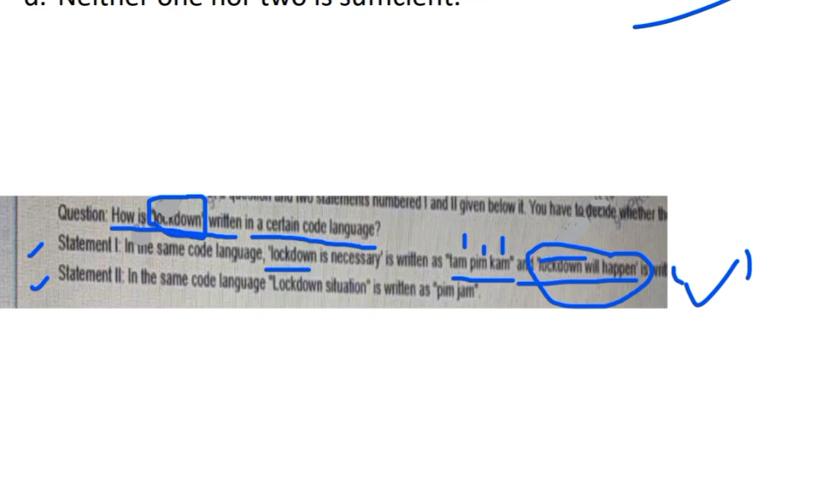 d. Neither one nor two is sufficient.
question and two statements numbered I and II given below it. You have to decide whether
Question: How is 'lockdown' written in a certain code language?
Statement I: In the same code language, 'lockdown is necessary' is written as "tam pim kam" and 'lockdown will happen' is
Statement II: In the same code language "Lockdown situation" is written as "pim jam".